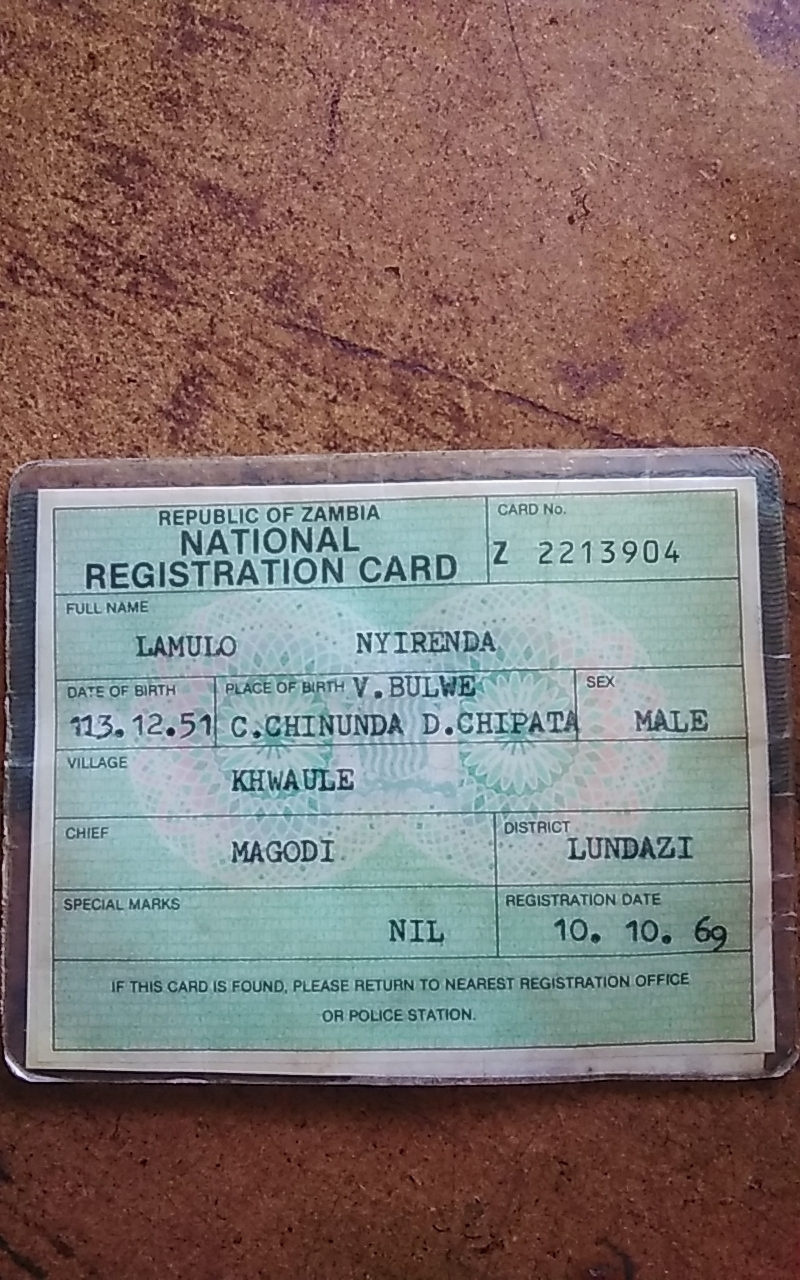 REPUBLIC OF ZAMBIA
NATIONAL
REGISTRATION CARD
CARD No.
Z 2213904
FULL NAME
LAMULO NYIRENDA
DATE OF BIRTH
113.12.51
PLACE OF BIRTH V.BULWE
C.CHINUNDA D.CHIPATA
SEX
MALE
VILLAGE
KHWAULE
CHIEF
MAGODI
DISTRICT
LUNDAZI
SPECIAL MARKS
NIL
REGISTRATION DATE
10. 10. 69
IF THIS CARD IS FOUND, PLEASE RETURN TO NEAREST REGISTRATION OFFICE
OR POLICE STATION.